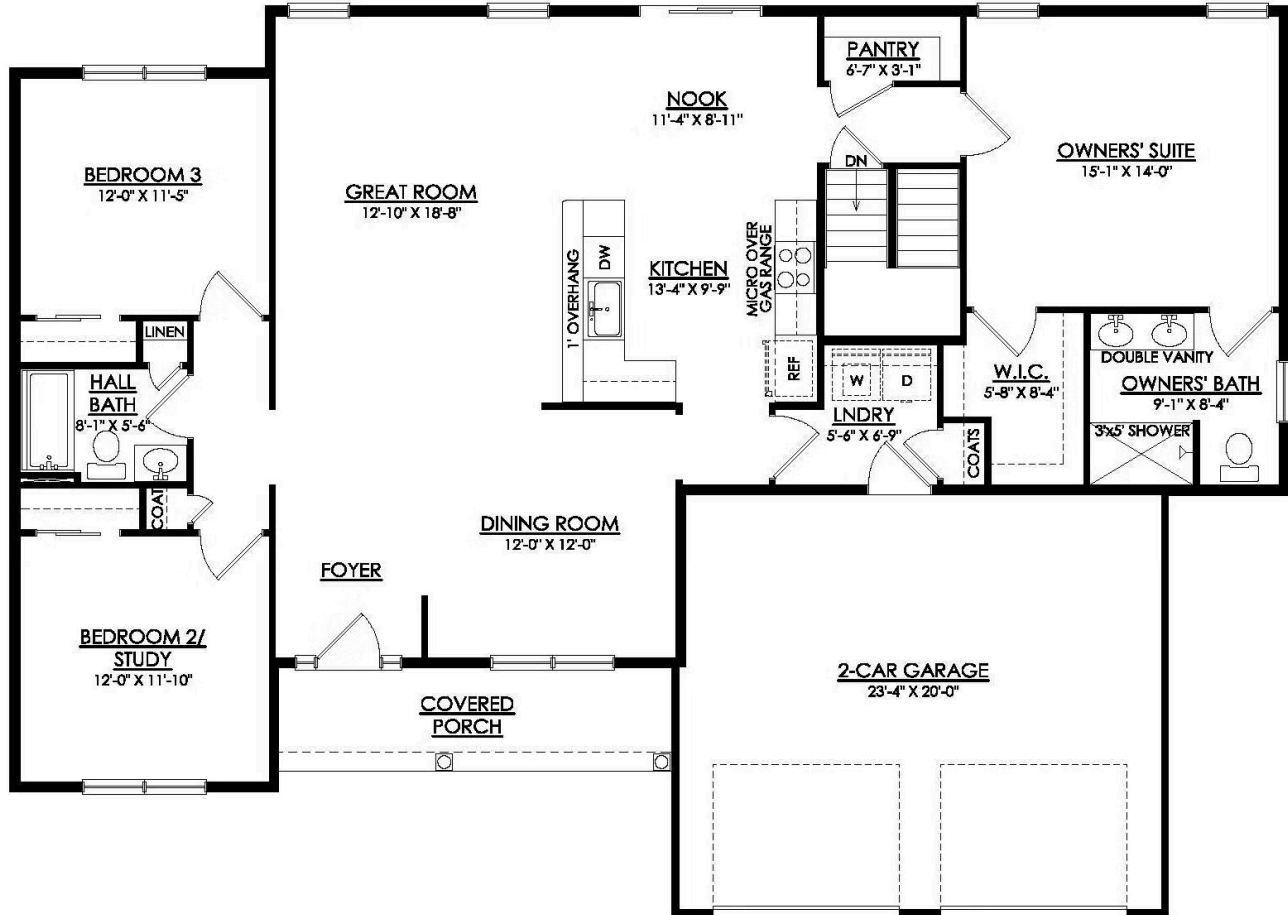 PANTRY
6'-7" X 3'-1"
NOOK
11'-4" X 8'-11"
OWNERS' SUITE
15'-1" X 14'-0"
BEDROOM 3
12'-0" X 11'-5"
GREAT ROOM
12'-10" X 18'-8"
DN
1' OVERHANG
DW
KITCHEN
13'-4" X 9'-9"
MICRO OVER
GAS RANGE
REF
LINEN
HALL
BATH
8'-1" X 5'-6"
W
D
LNDRY
5'-6" X 6'-9"
COATS
W.I.C.
5'-8" X 8'-4"
DOUBLE VANITY
OWNERS' BATH
9'-1" X 8'-4"
3'x5' SHOWER
COAT
DINING ROOM
12'-0" X 12'-0"
FOYER
BEDROOM 2/
STUDY
12'-0" X 11'-10"
COVERED
PORCH
2-CAR GARAGE
23'-4" X 20'-0"